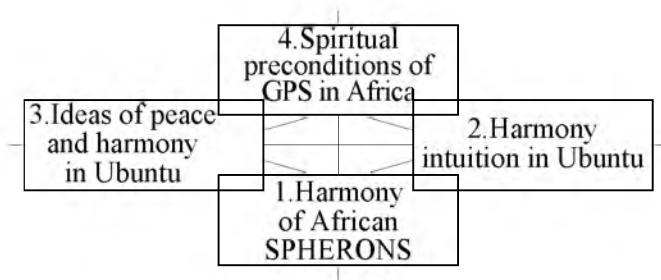 4.Spiritual
preconditions of
GPS in Africa
3.Ideas of peace
and harmony
in Ubuntu
2.Harmony
intuition in Ubuntu
1.Harmony
of African
SPHERONS